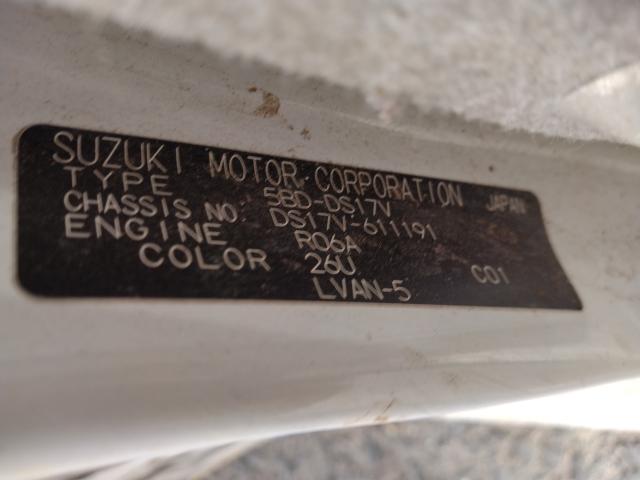 SUZUKI MOTOR CORPORATION JAPAN
TYPE 5BD-DS17V
CHASSIS NO. DS17V-611191
ENGINE R06A
COLOR 26U C01
LVAN-5